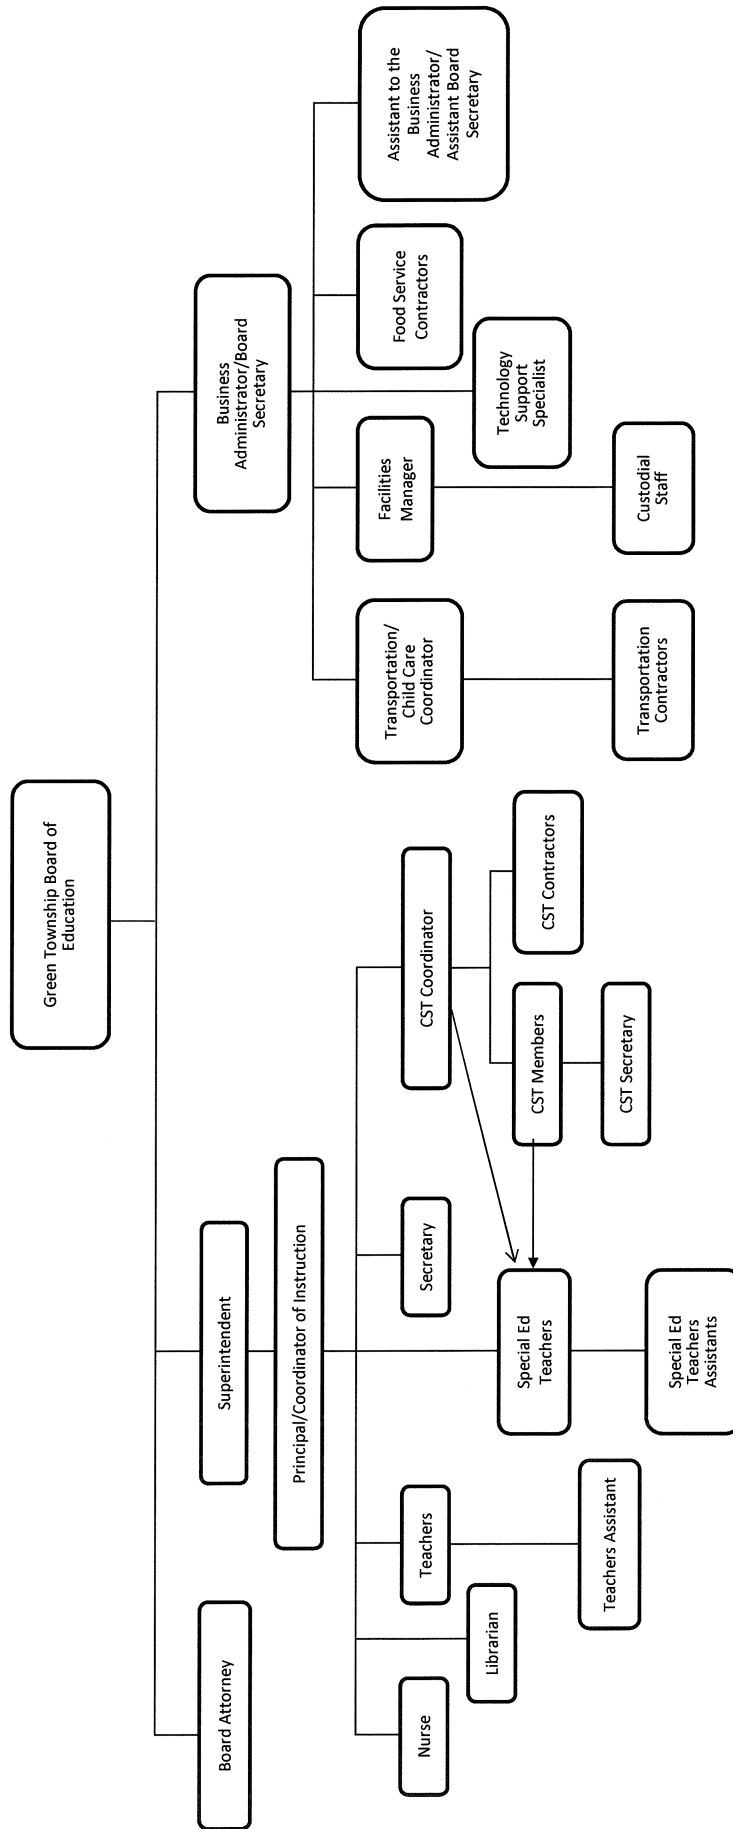 Green Township Board of
Education
Board Attorney
Superintendent
Business
Administrator/Board
Secretary
Principal/Coordinator of Instruction
Nurse
Librarian
Teachers
Teachers Assistant
Special Ed
Teachers
Special Ed
Teachers
Assistants
Secretary
CST Coordinator
CST Members
CST Contractors
CST Secretary
Transportation/
Child Care
Coordinator
Transportation
Contractors
Facilities
Manager
Custodial
Staff
Technology
Support
Specialist
Food Service
Contractors
Assistant to the
Business
Administrator/
Assistant Board
Secretary